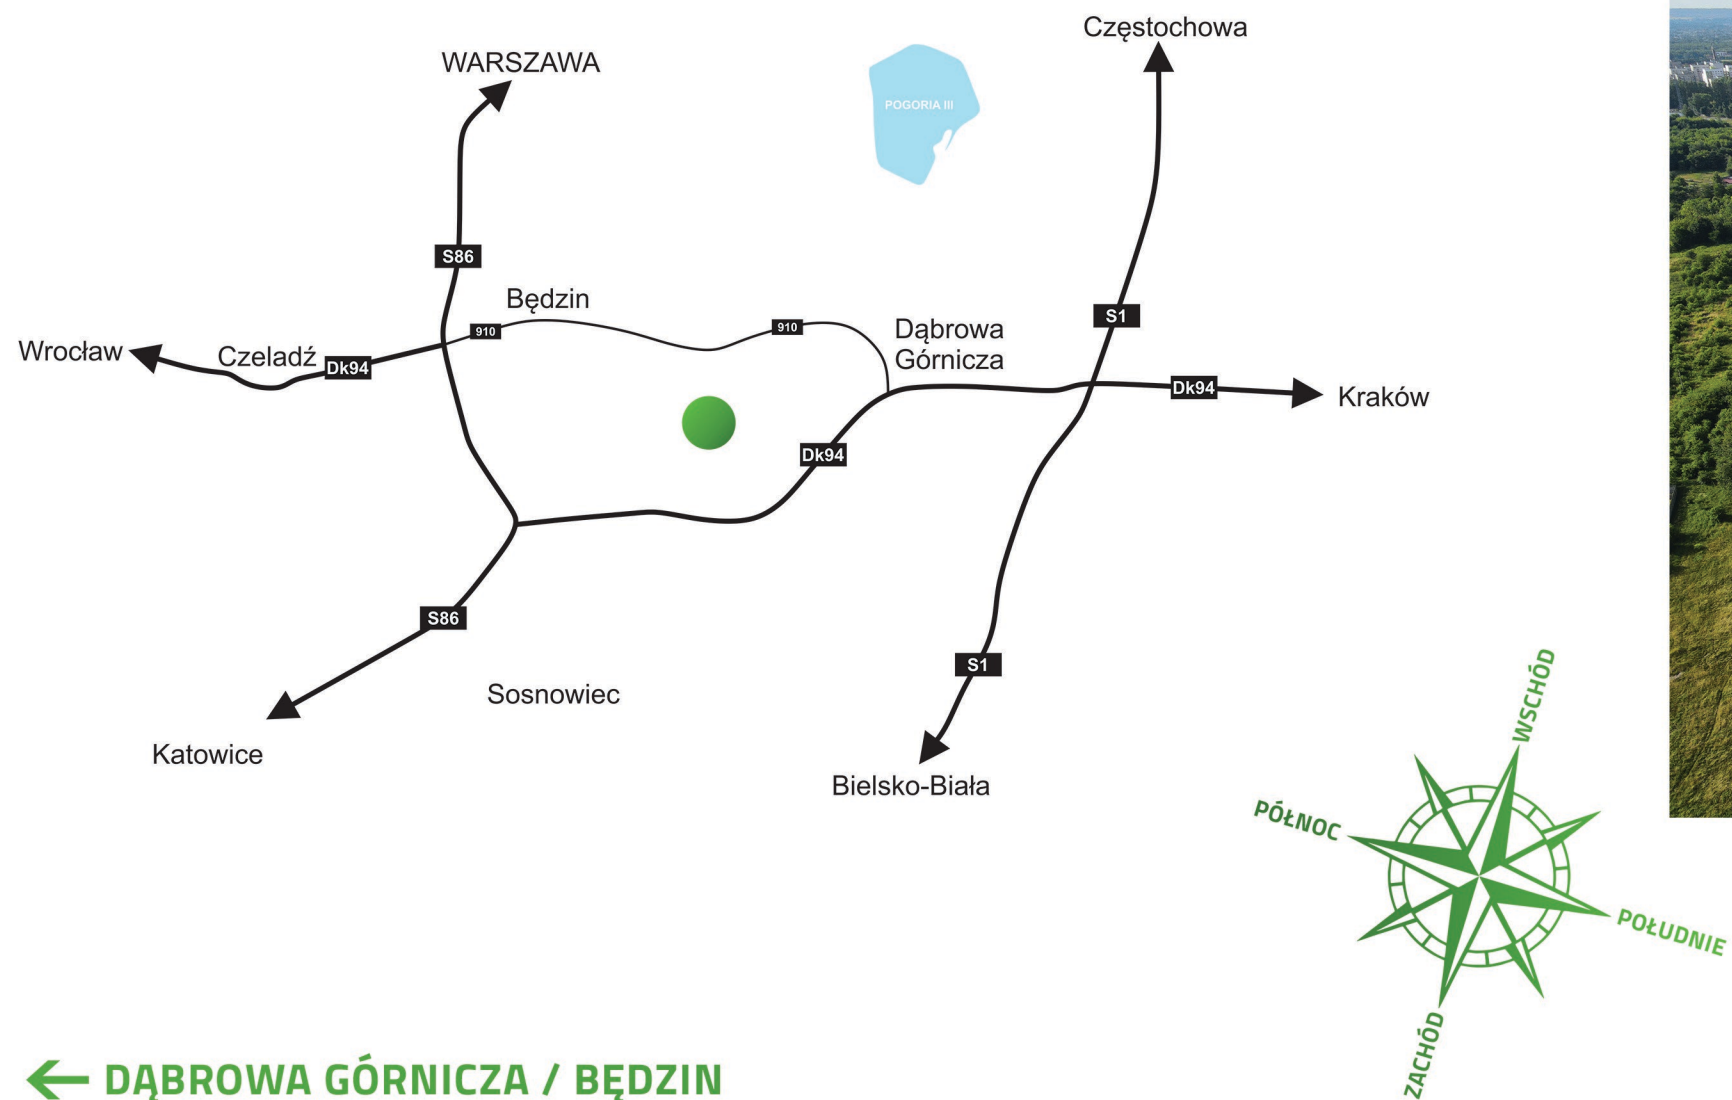 Częstochowa
WARSZAWA
POGORIA III
S86
Będzin
S1
910
910
Dąbrowa
Górnicza
Wrocław
Czeladź
Dk94
Dk94
Kraków
Dk94
S86
S1
Sosnowiec
Katowice
Bielsko-Biała
WSCHÓD
PÓŁNOC
POŁUDNIE
ZACHÓD
DĄBROWA GÓRNICZA / BĘDZIN